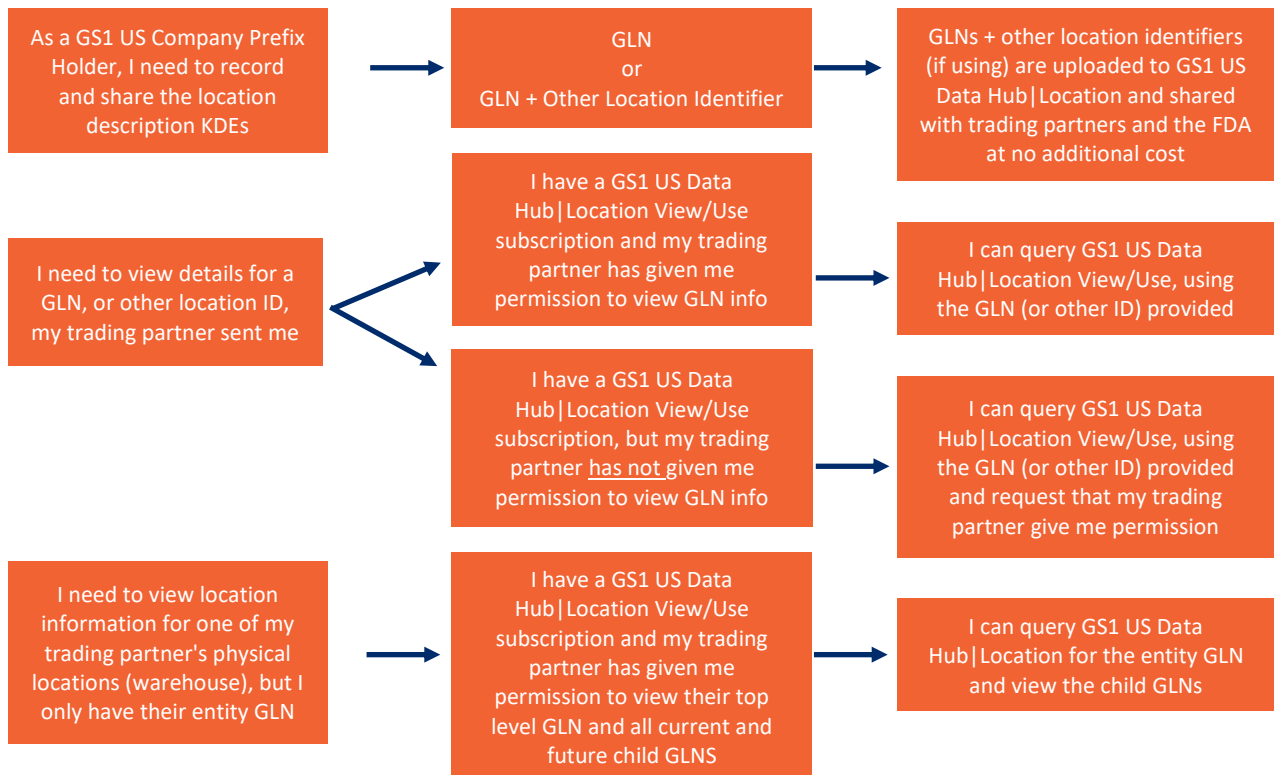 As a GS1 US Company Prefix
Holder, I need to record
and share the location
description KDEs
GLN
or
GLN + Other Location Identifier
GLNs + other location identifiers
(if using) are uploaded to GS1 US
Data Hub|Location and shared
with trading partners and the FDA
at no additional cost
I need to view details for a
GLN, or other location ID,
my trading partner sent me
I have a GS1 US Data
Hub|Location View/Use
subscription and my trading
partner has given me
permission to view GLN info
I can query GS1 US Data
Hub|Location View/Use, using
the GLN (or other ID) provided
I have a GS1 US Data
Hub|Location View/Use
subscription, but my trading
partner has not given me
permission to view GLN info
I can query GS1 US Data
Hub|Location View/Use, using
the GLN (or other ID) provided
and request that my trading
partner give me permission
I need to view location
information for one of my
trading partner's physical
locations (warehouse), but I
only have their entity GLN
I have a GS1 US Data
Hub|Location View/Use
subscription and my trading
partner has given me
permission to view their top
level GLN and all current and
future child GLNS
I can query GS1 US Data
Hub|Location for the entity GLN
and view the child GLNs